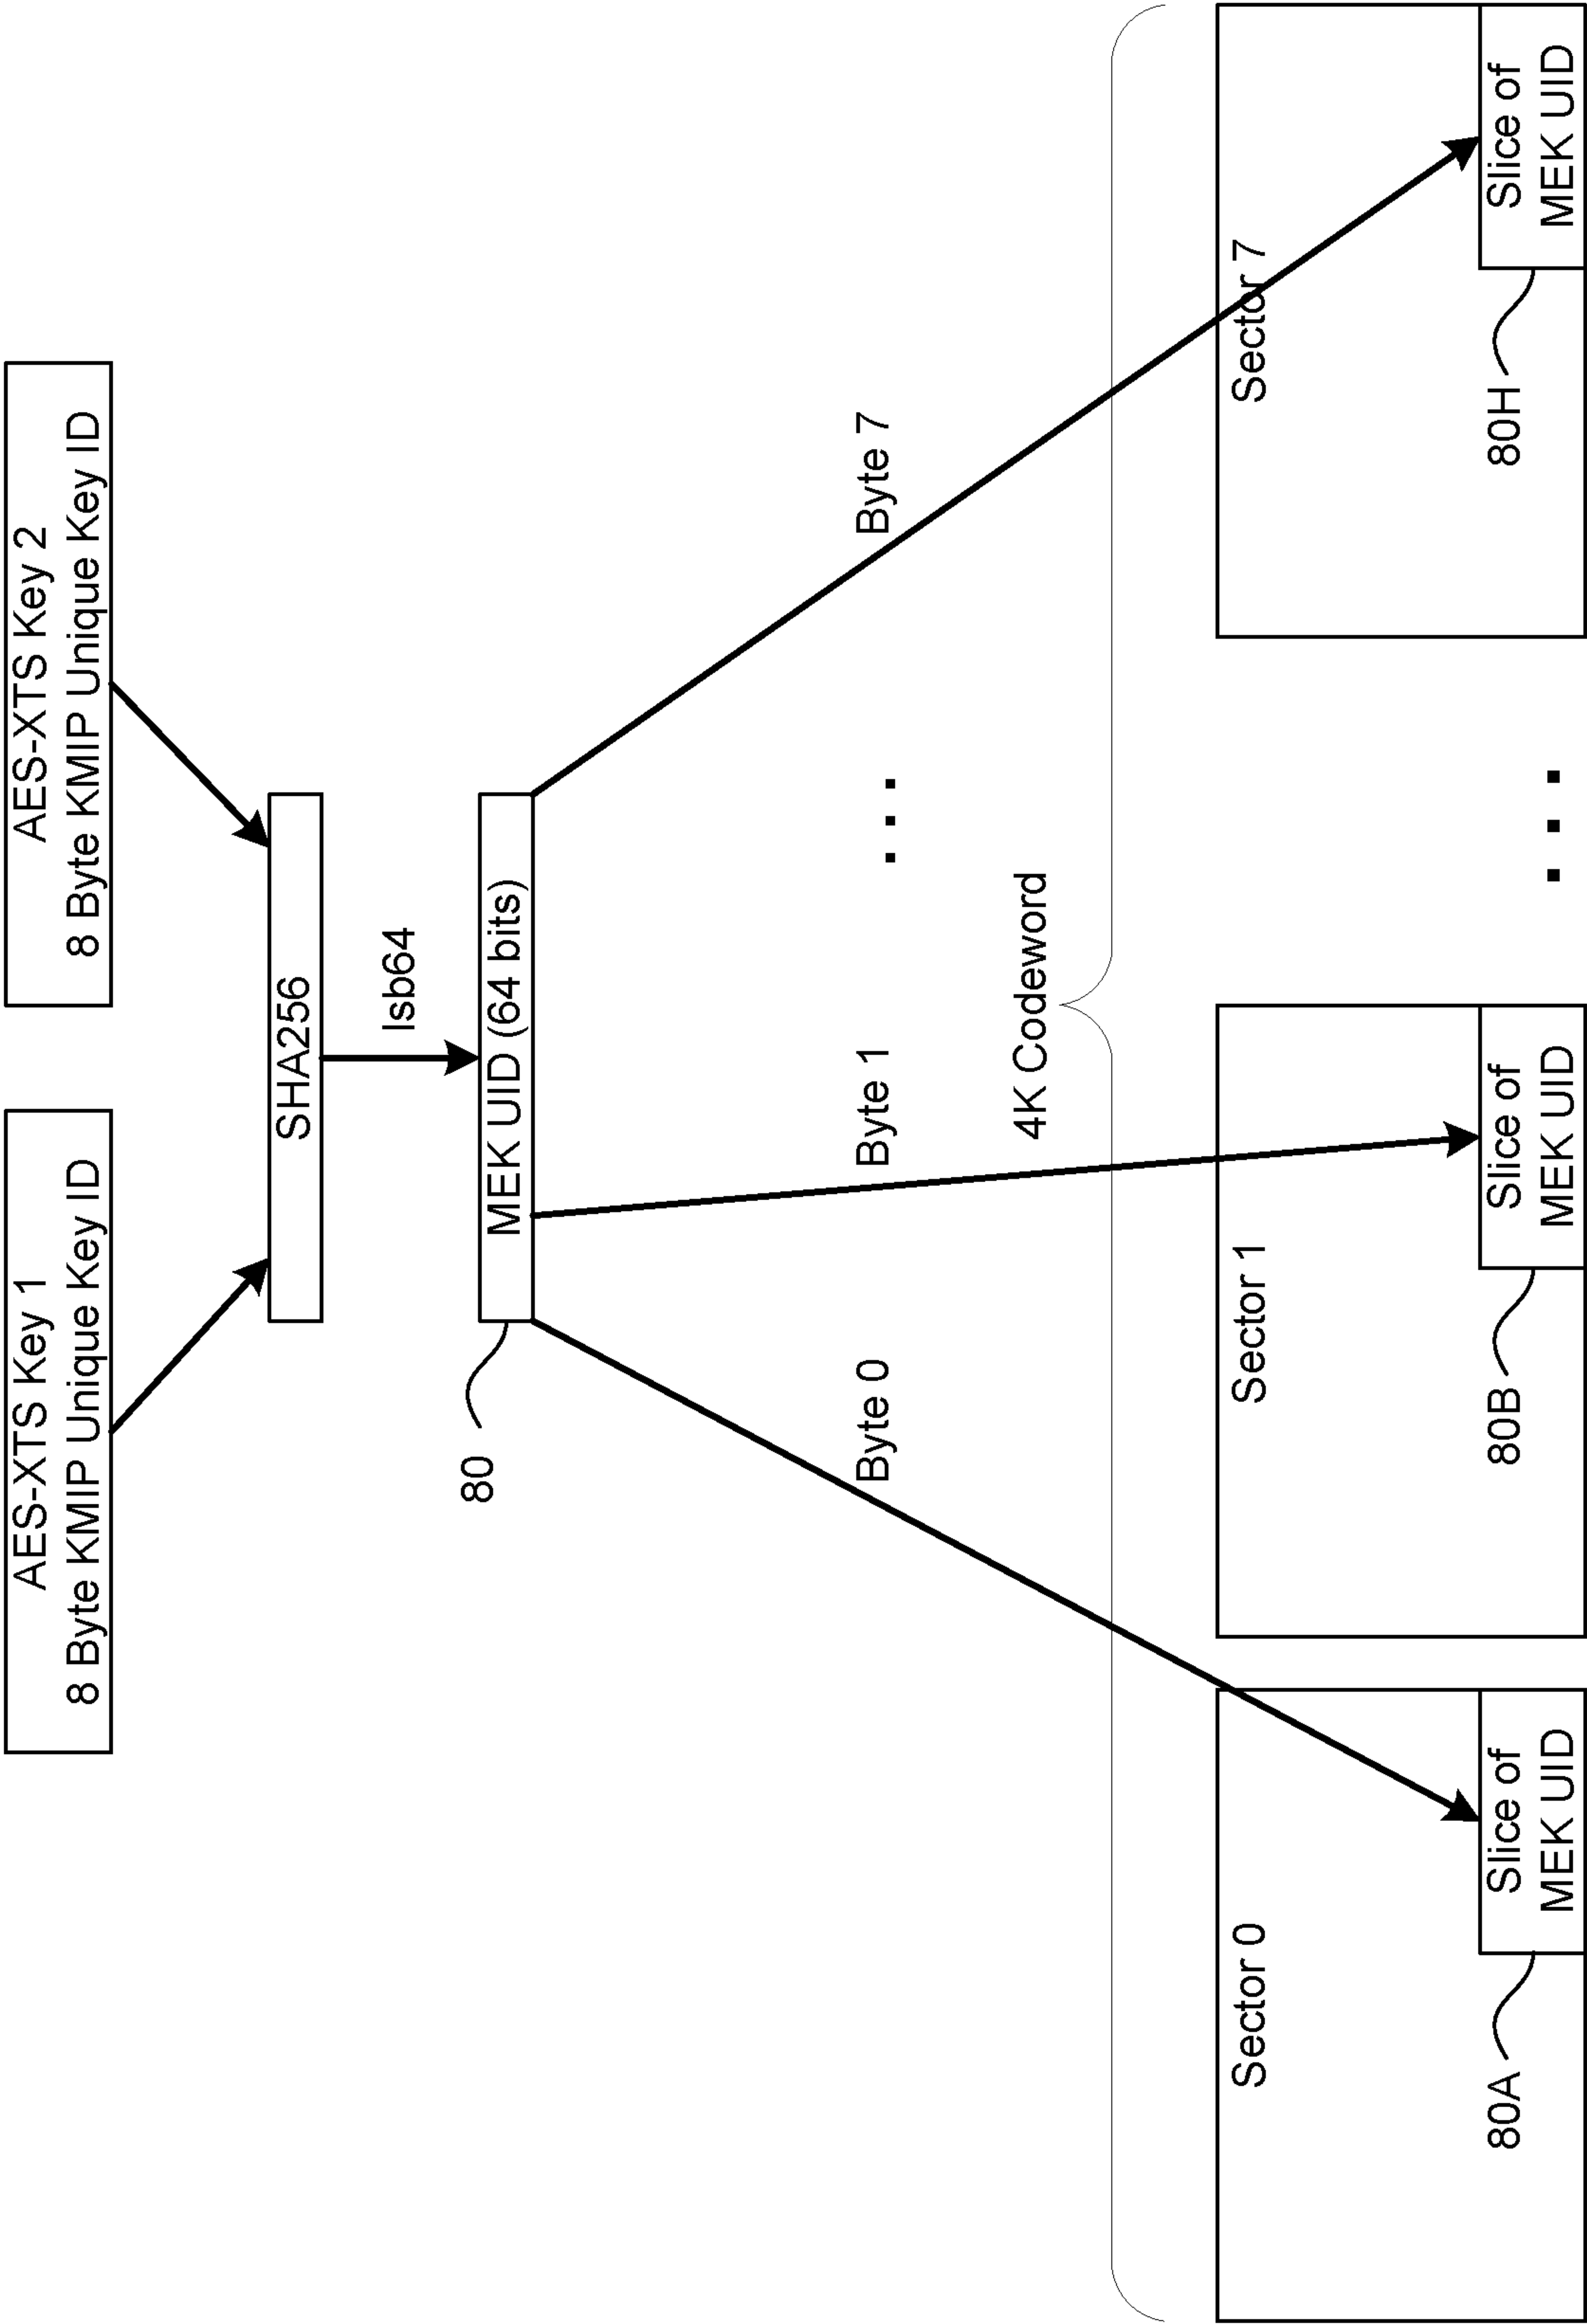 AES-XTS Key 1
8 Byte KMIP Unique Key ID
AES-XTS Key 2
8 Byte KMIP Unique Key ID
SHA256
lsb64
MEK UID (64 bits)
80
Byte 0
Byte 1
...
Byte 7
4K Codeword
Sector 0
Slice of
MEK UID
80A
Sector 1
Slice of
MEK UID
80B
...
Sector 7
Slice of
MEK UID
80H